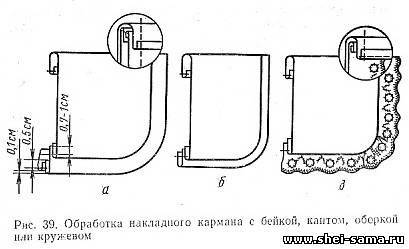 0,1см
0,5см
0,7-1см
а
б
Рис. 39. Обработка накладного кармана с бейкой, кантом, оборкой
или кружевом
www.shei-sama.ru